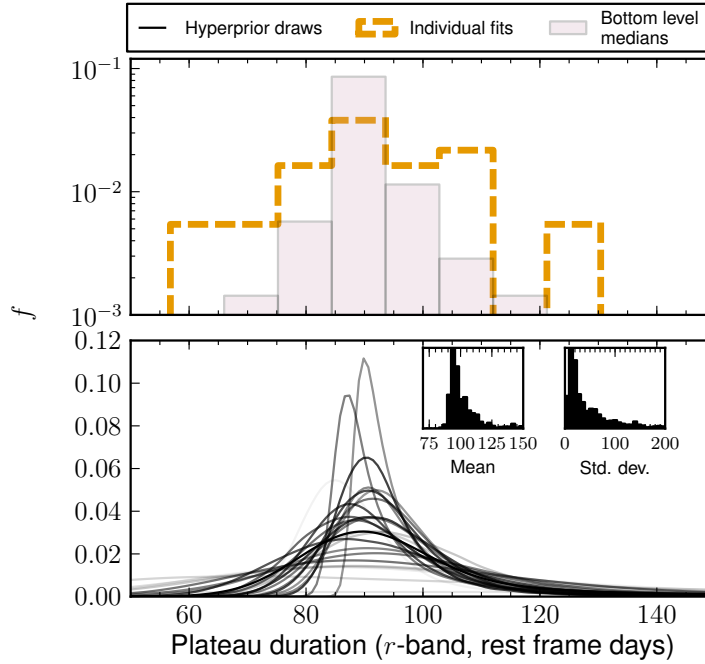 Hyperprior draws Individual fits Bottom level
medians
10⁻¹
10⁻²
10⁻³
f
0.12
0.10
0.08
0.06
0.04
0.02
0.00
75 100 125 150
Mean
0 100 200
Std. dev.
60 80 100 120 140
Plateau duration (r-band, rest frame days)